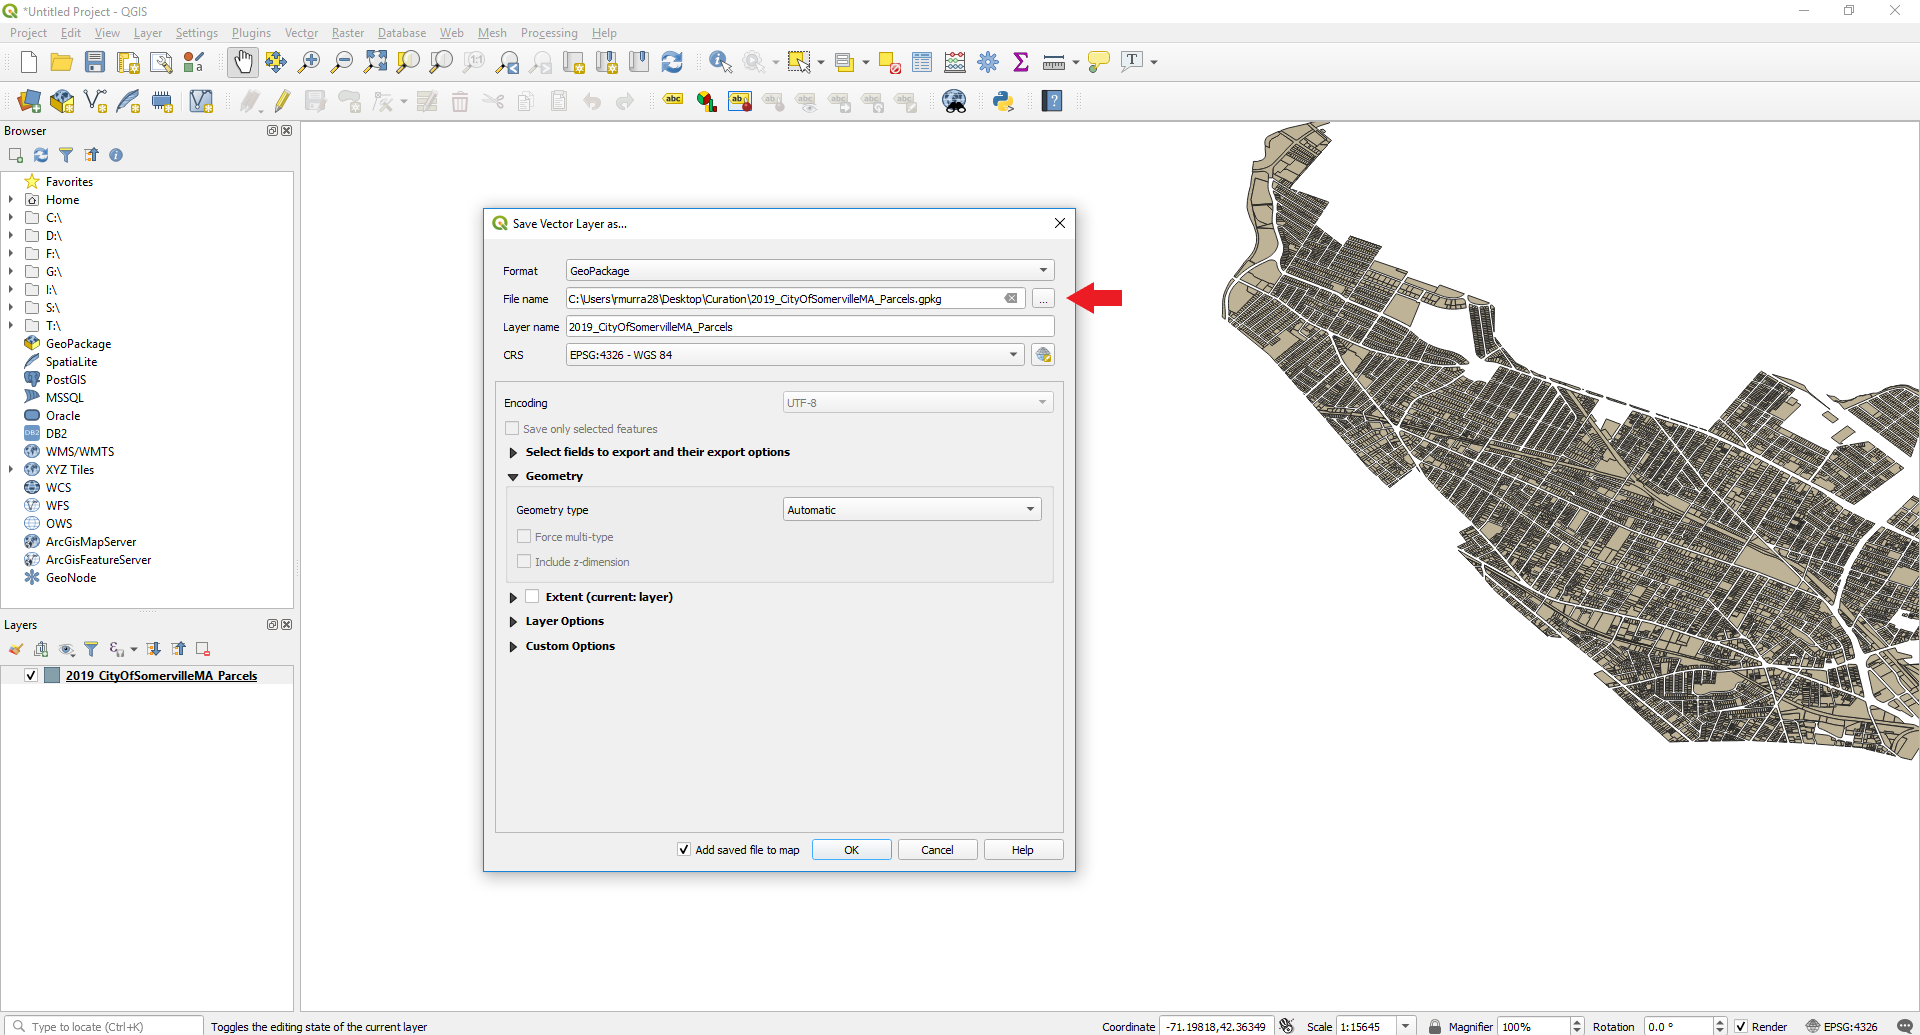 *Untitled Project - QGIS
Project Edit View Layer Settings Plugins Vector Raster Database Web Mesh Processing Help
Browser
Favorites
Home
C:\
D:\
F:\
G:\
I:\
S:\
T:\
GeoPackage
SpatiaLite
PostGIS
MSSQL
Oracle
DB2
WMS/WMTS
XYZ Tiles
WCS
WFS
OWS
ArcGisMapServer
ArcGisFeatureServer
GeoNode
Layers
2019_CityOfSomervilleMA_Parcels
Save Vector Layer as...
Format GeoPackage
File name C:\Users\rmurra28\Desktop\Curation\2019_CityOfSomervilleMA_Parcels.gpkg ...
Layer name 2019_CityOfSomervilleMA_Parcels
CRS EPSG:4326 - WGS 84
Encoding UTF-8
Save only selected features
Select fields to export and their export options
Geometry
Geometry type Automatic
Force multi-type
Include z-dimension
Extent (current: layer)
Layer Options
Custom Options
Add saved file to map OK Cancel Help
Type to locate (Ctrl+K) Toggles the editing state of the current layer Coordinate -71.19818,42.36349 Scale 1:15645 Magnifier 100% Rotation 0.0 ° Render EPSG:4326